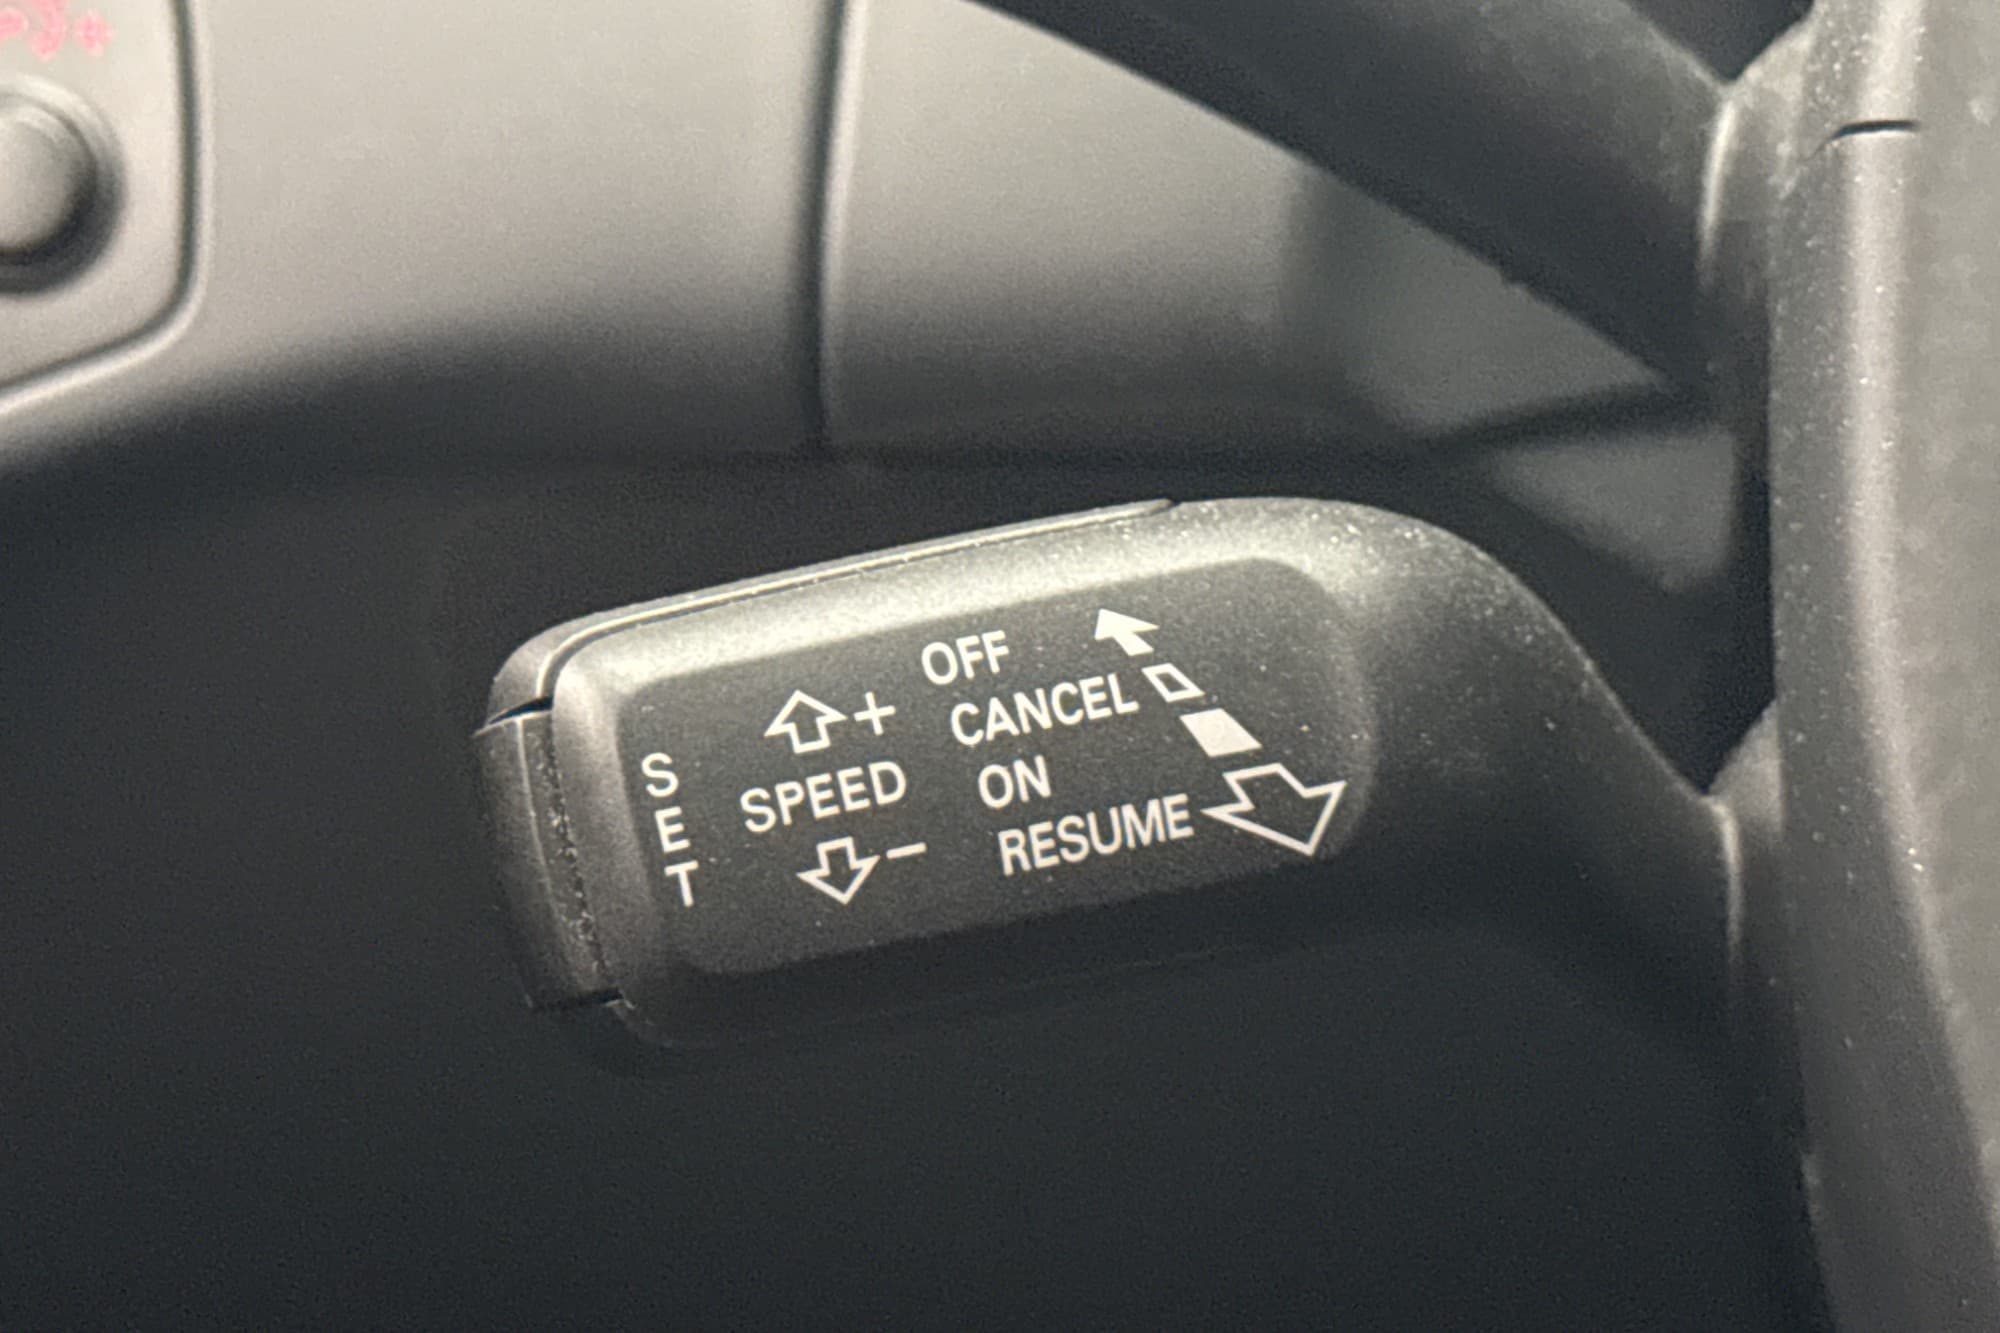 OFF
+ CANCEL
S
E
T
SPEED ON
- RESUME